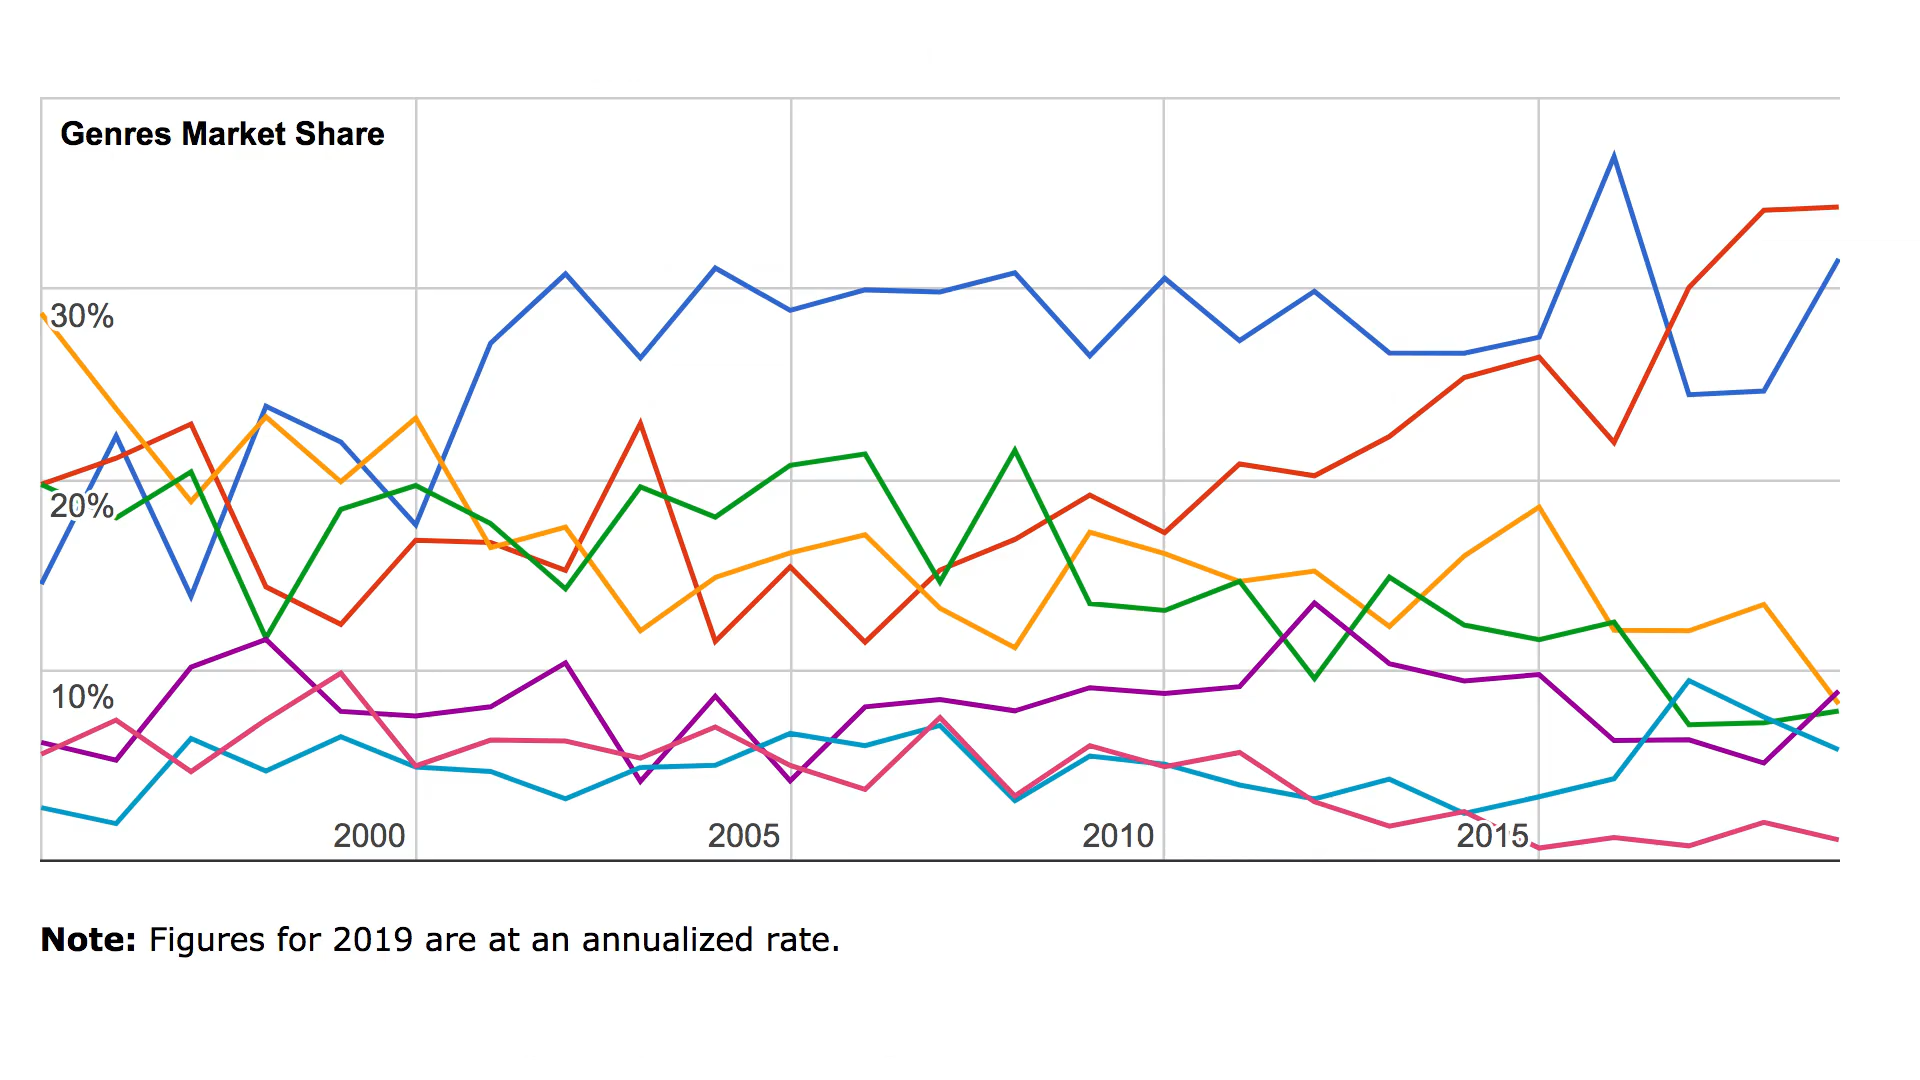 Genres Market Share
30%
20%
10%
2000 2005 2010 2015
Note: Figures for 2019 are at an annualized rate.